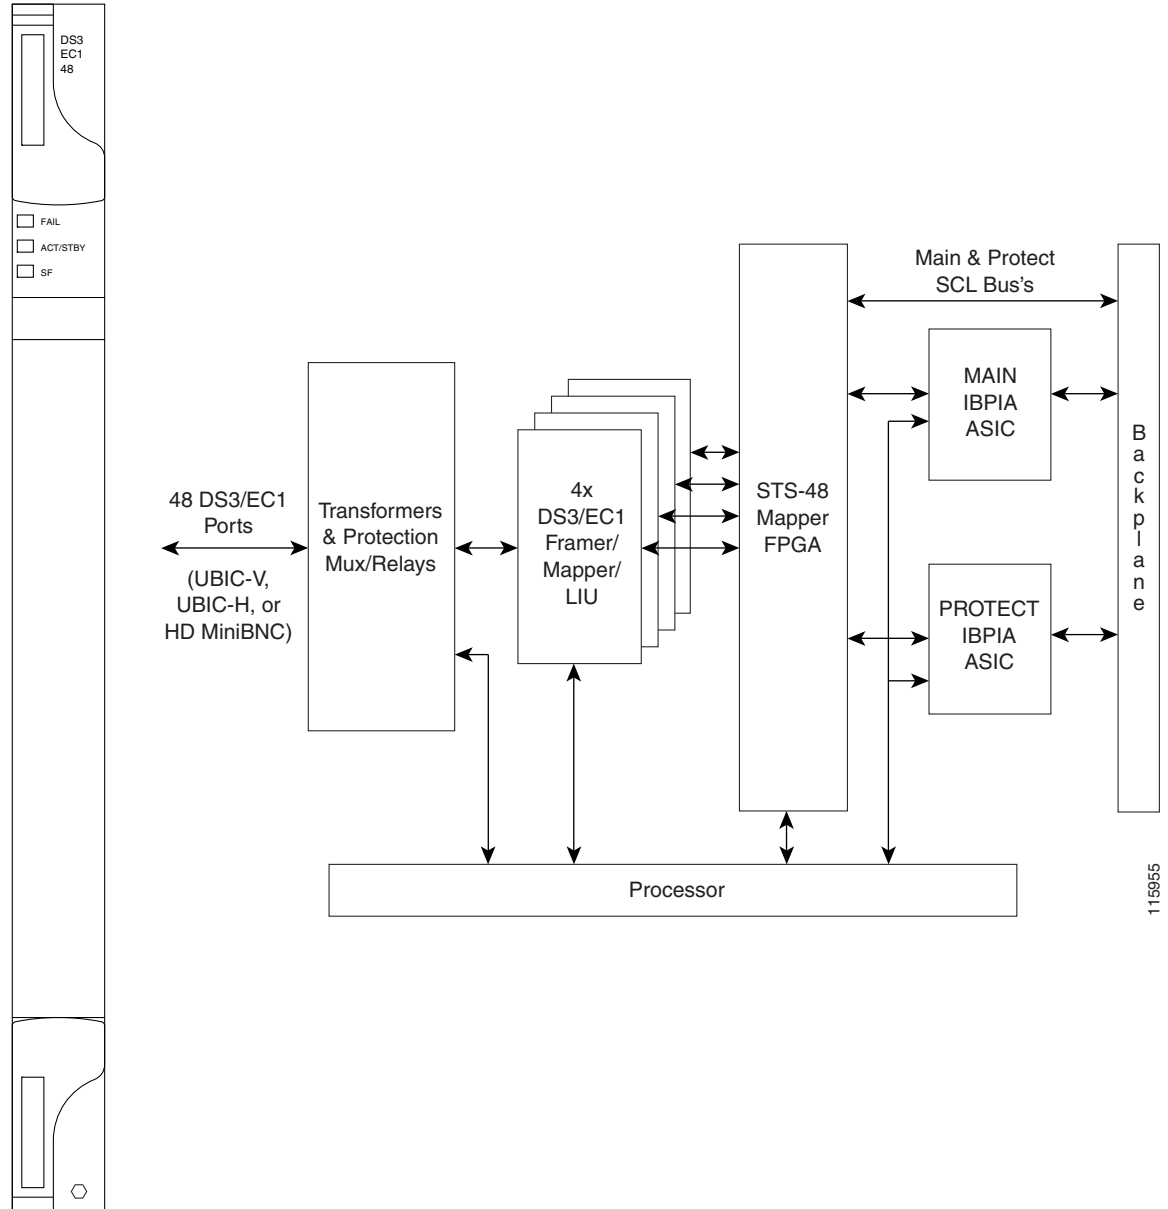 DS3
EC1
48
FAIL
ACT/STBY
SF
48 DS3/EC1
Ports
(UBIC-V,
UBIC-H, or
HD MiniBNC)
Transformers
& Protection
Mux/Relays
4x
DS3/EC1
Framer/
Mapper/
LIU
STS-48
Mapper
FPGA
Main & Protect
SCL Bus's
MAIN
IBPIA
ASIC
PROTECT
IBPIA
ASIC
Backplane
Processor
115955